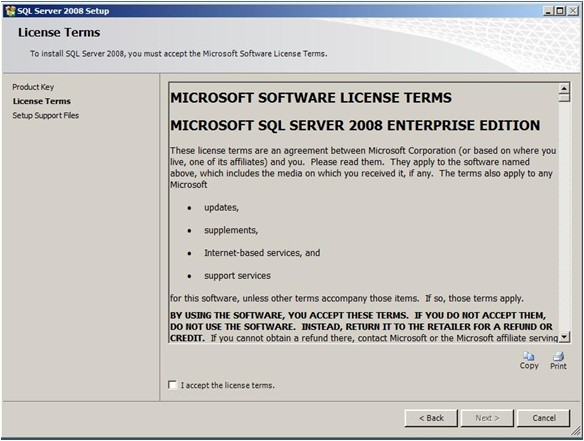 SQL Server 2008 Setup
License Terms
To install SQL Server 2008, you must accept the Microsoft Software License Terms.
Product Key
License Terms
Setup Support Files
MICROSOFT SOFTWARE LICENSE TERMS
MICROSOFT SQL SERVER 2008 ENTERPRISE EDITION
These license terms are an agreement between Microsoft Corporation (or based on where you
live, one of its affiliates) and you. Please read them. They apply to the software named
above, which includes the media on which you received it, if any. The terms also apply to any
Microsoft
• updates,
• supplements,
• Internet-based services, and
• support services
for this software, unless other terms accompany those items. If so, those terms apply.
BY USING THE SOFTWARE, YOU ACCEPT THESE TERMS. IF YOU DO NOT ACCEPT THEM,
DO NOT USE THE SOFTWARE. INSTEAD, RETURN IT TO THE RETAILER FOR A REFUND OR
CREDIT. If you cannot obtain a refund there, contact Microsoft or the Microsoft affiliate serving
Copy Print
I accept the license terms.
< Back Next > Cancel